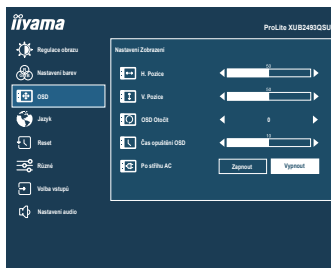 iiyama
ProLite XUB2493QSU
Regulace obrazu
Nastavení barev
OSD
Jazyk
Reset
Různé
Volba vstupů
Nastavení audio
Nastavení Zobrazení
H. Pozice 50
V. Pozice 50
OSD Otočit 0
Čas opuštění OSD 10
Po střihu AC Zapnout Vypnout